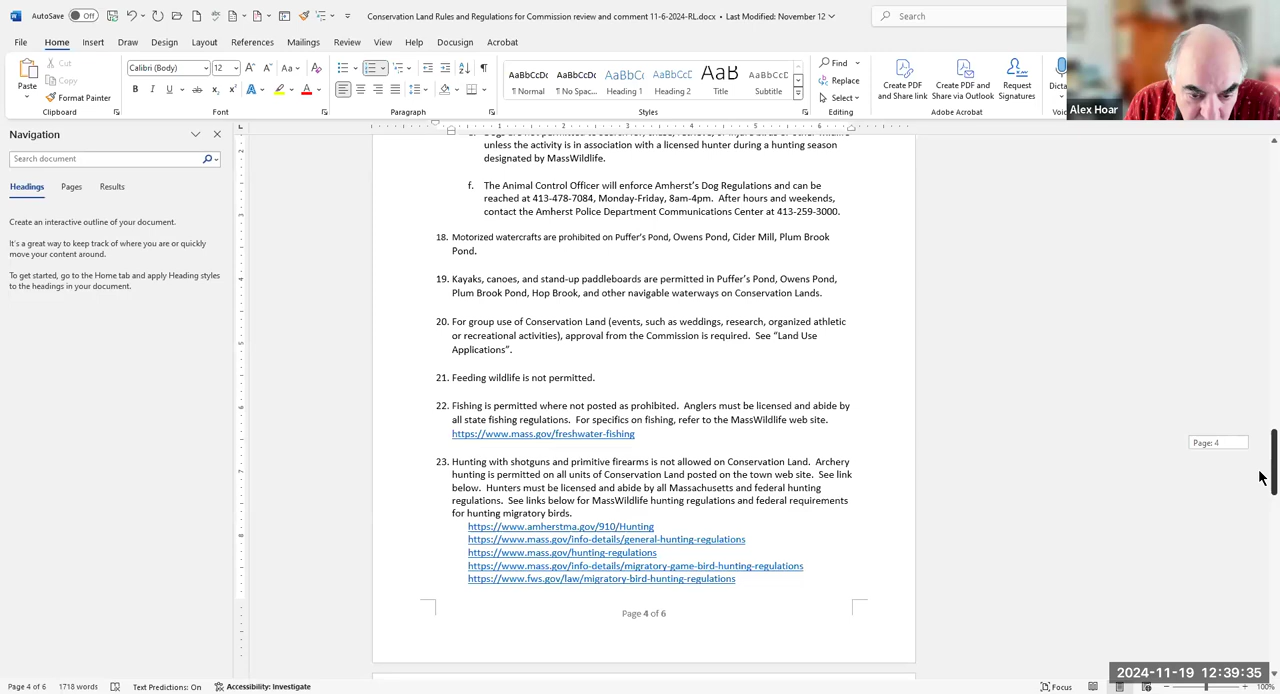 AutoSave Off
Conservation Land Rules and Regulations for Commission review and comment 11-6-2024-RL.docx • Last Modified: November 12
Search
File Home Insert Draw Design Layout References Mailings Review View Help Docusign Acrobat
Paste
Cut
Copy
Format Painter
Clipboard
Calibri (Body) 12
Font
Paragraph
AaBbCcDc AaBbCcDc AaBbCc AaBbCcD AaB AaBbCcD
¶ Normal ¶ No Spac... Heading 1 Heading 2 Title Subtitle
Styles
Find
Replace
Select
Editing
Create PDF and Share link
Create PDF and Share via Outlook
Request Signatures
Adobe Acrobat
Dicta
Alex Hoar
Navigation
Search document
Headings Pages Results
Create an interactive outline of your document.
It's a great way to keep track of where you are or quickly
move your content around.
To get started, go to the Home tab and apply Heading styles
to the headings in your document.
unless the activity is in association with a licensed hunter during a hunting season
designated by MassWildlife.
f. The Animal Control Officer will enforce Amherst's Dog Regulations and can be
reached at 413-478-7084, Monday-Friday, 8am-4pm. After hours and weekends,
contact the Amherst Police Department Communications Center at 413-259-3000.
18. Motorized watercrafts are prohibited on Puffer's Pond, Owens Pond, Cider Mill, Plum Brook
Pond.
19. Kayaks, canoes, and stand-up paddleboards are permitted in Puffer's Pond, Owens Pond,
Plum Brook Pond, Hop Brook, and other navigable waterways on Conservation Lands.
20. For group use of Conservation Land (events, such as weddings, research, organized athletic
or recreational activities), approval from the Commission is required. See "Land Use
Applications".
21. Feeding wildlife is not permitted.
22. Fishing is permitted where not posted as prohibited. Anglers must be licensed and abide by
all state fishing regulations. For specifics on fishing, refer to the MassWildlife web site.
https://www.mass.gov/freshwater-fishing
23. Hunting with shotguns and primitive firearms is not allowed on Conservation Land. Archery
hunting is permitted on all units of Conservation Land posted on the town web site. See link
below. Hunters must be licensed and abide by all Massachusetts and federal hunting
regulations. See links below for MassWildlife hunting regulations and federal requirements
for hunting migratory birds.
https://www.amherstma.gov/910/Hunting
https://www.mass.gov/info-details/general-hunting-regulations
https://www.mass.gov/hunting-regulations
https://www.mass.gov/info-details/migratory-game-bird-hunting-regulations
https://www.fws.gov/law/migratory-bird-hunting-regulations
Page 4 of 6
Page: 4
2024-11-19 12:39:35
Page 4 of 6 1718 words Text Predictions: On Accessibility: Investigate Focus 100%